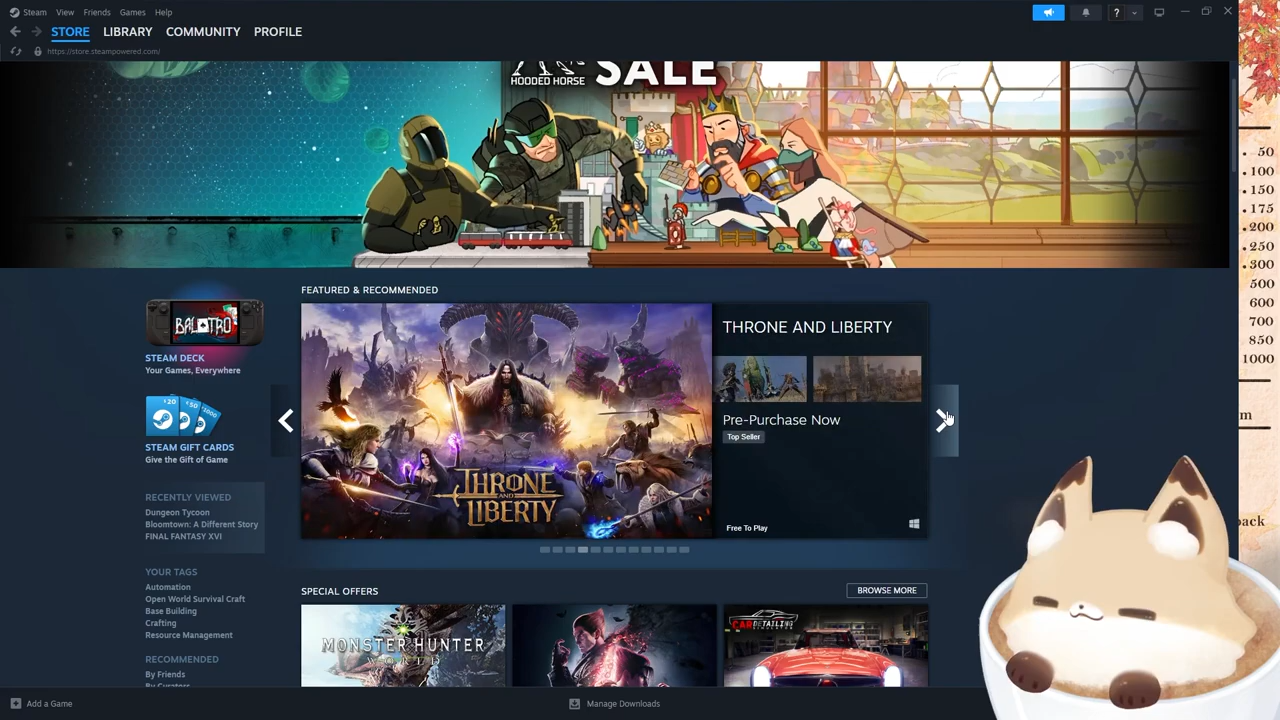 Steam View Friends Games Help
STORE LIBRARY COMMUNITY PROFILE
https://store.steampowered.com/
HOODED HORSE
SALE
FEATURED & RECOMMENDED
BALATRO
STEAM DECK
Your Games, Everywhere
STEAM GIFT CARDS
Give the Gift of Game
RECENTLY VIEWED
Dungeon Tycoon
Bloomtown: A Different Story
FINAL FANTASY XVI
YOUR TAGS
Automation
Open World Survival Craft
Base Building
Crafting
Resource Management
RECOMMENDED
By Friends
By Curators
THRONE AND LIBERTY
THRONE AND LIBERTY
Pre-Purchase Now
Top Seller
Free To Play
SPECIAL OFFERS
BROWSE MORE
MONSTER HUNTER
WORLD
CAR DETAILING
Add a Game
Manage Downloads
. 50
. 100
. 150
. 175
. 200
. 250
. 300
500
600
700
850
1000